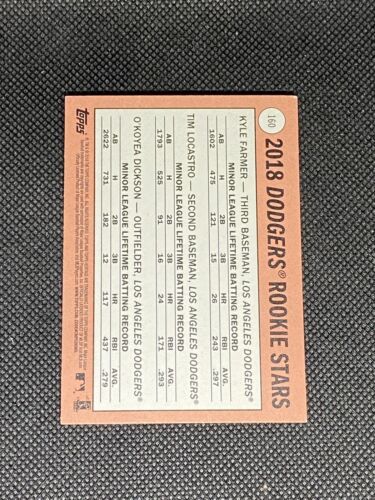 160
2018 DODGERS® ROOKIE STARS
KYLE FARMER — THIRD BASEMAN, LOS ANGELES DODGERS®
MINOR LEAGUE LIFETIME BATTING RECORD
AB H 2B 3B HR RBI AVG.
1602 475 121 15 26 243 .297
TIM LOCASTRO — SECOND BASEMAN, LOS ANGELES DODGERS®
MINOR LEAGUE LIFETIME BATTING RECORD
AB H 2B 3B HR RBI AVG.
1793 525 91 16 24 171 .293
O'KOYEA DICKSON — OUTFIELDER, LOS ANGELES DODGERS®
MINOR LEAGUE LIFETIME BATTING RECORD
AB H 2B 3B HR RBI AVG.
2622 731 182 12 117 437 .279
TOPPS